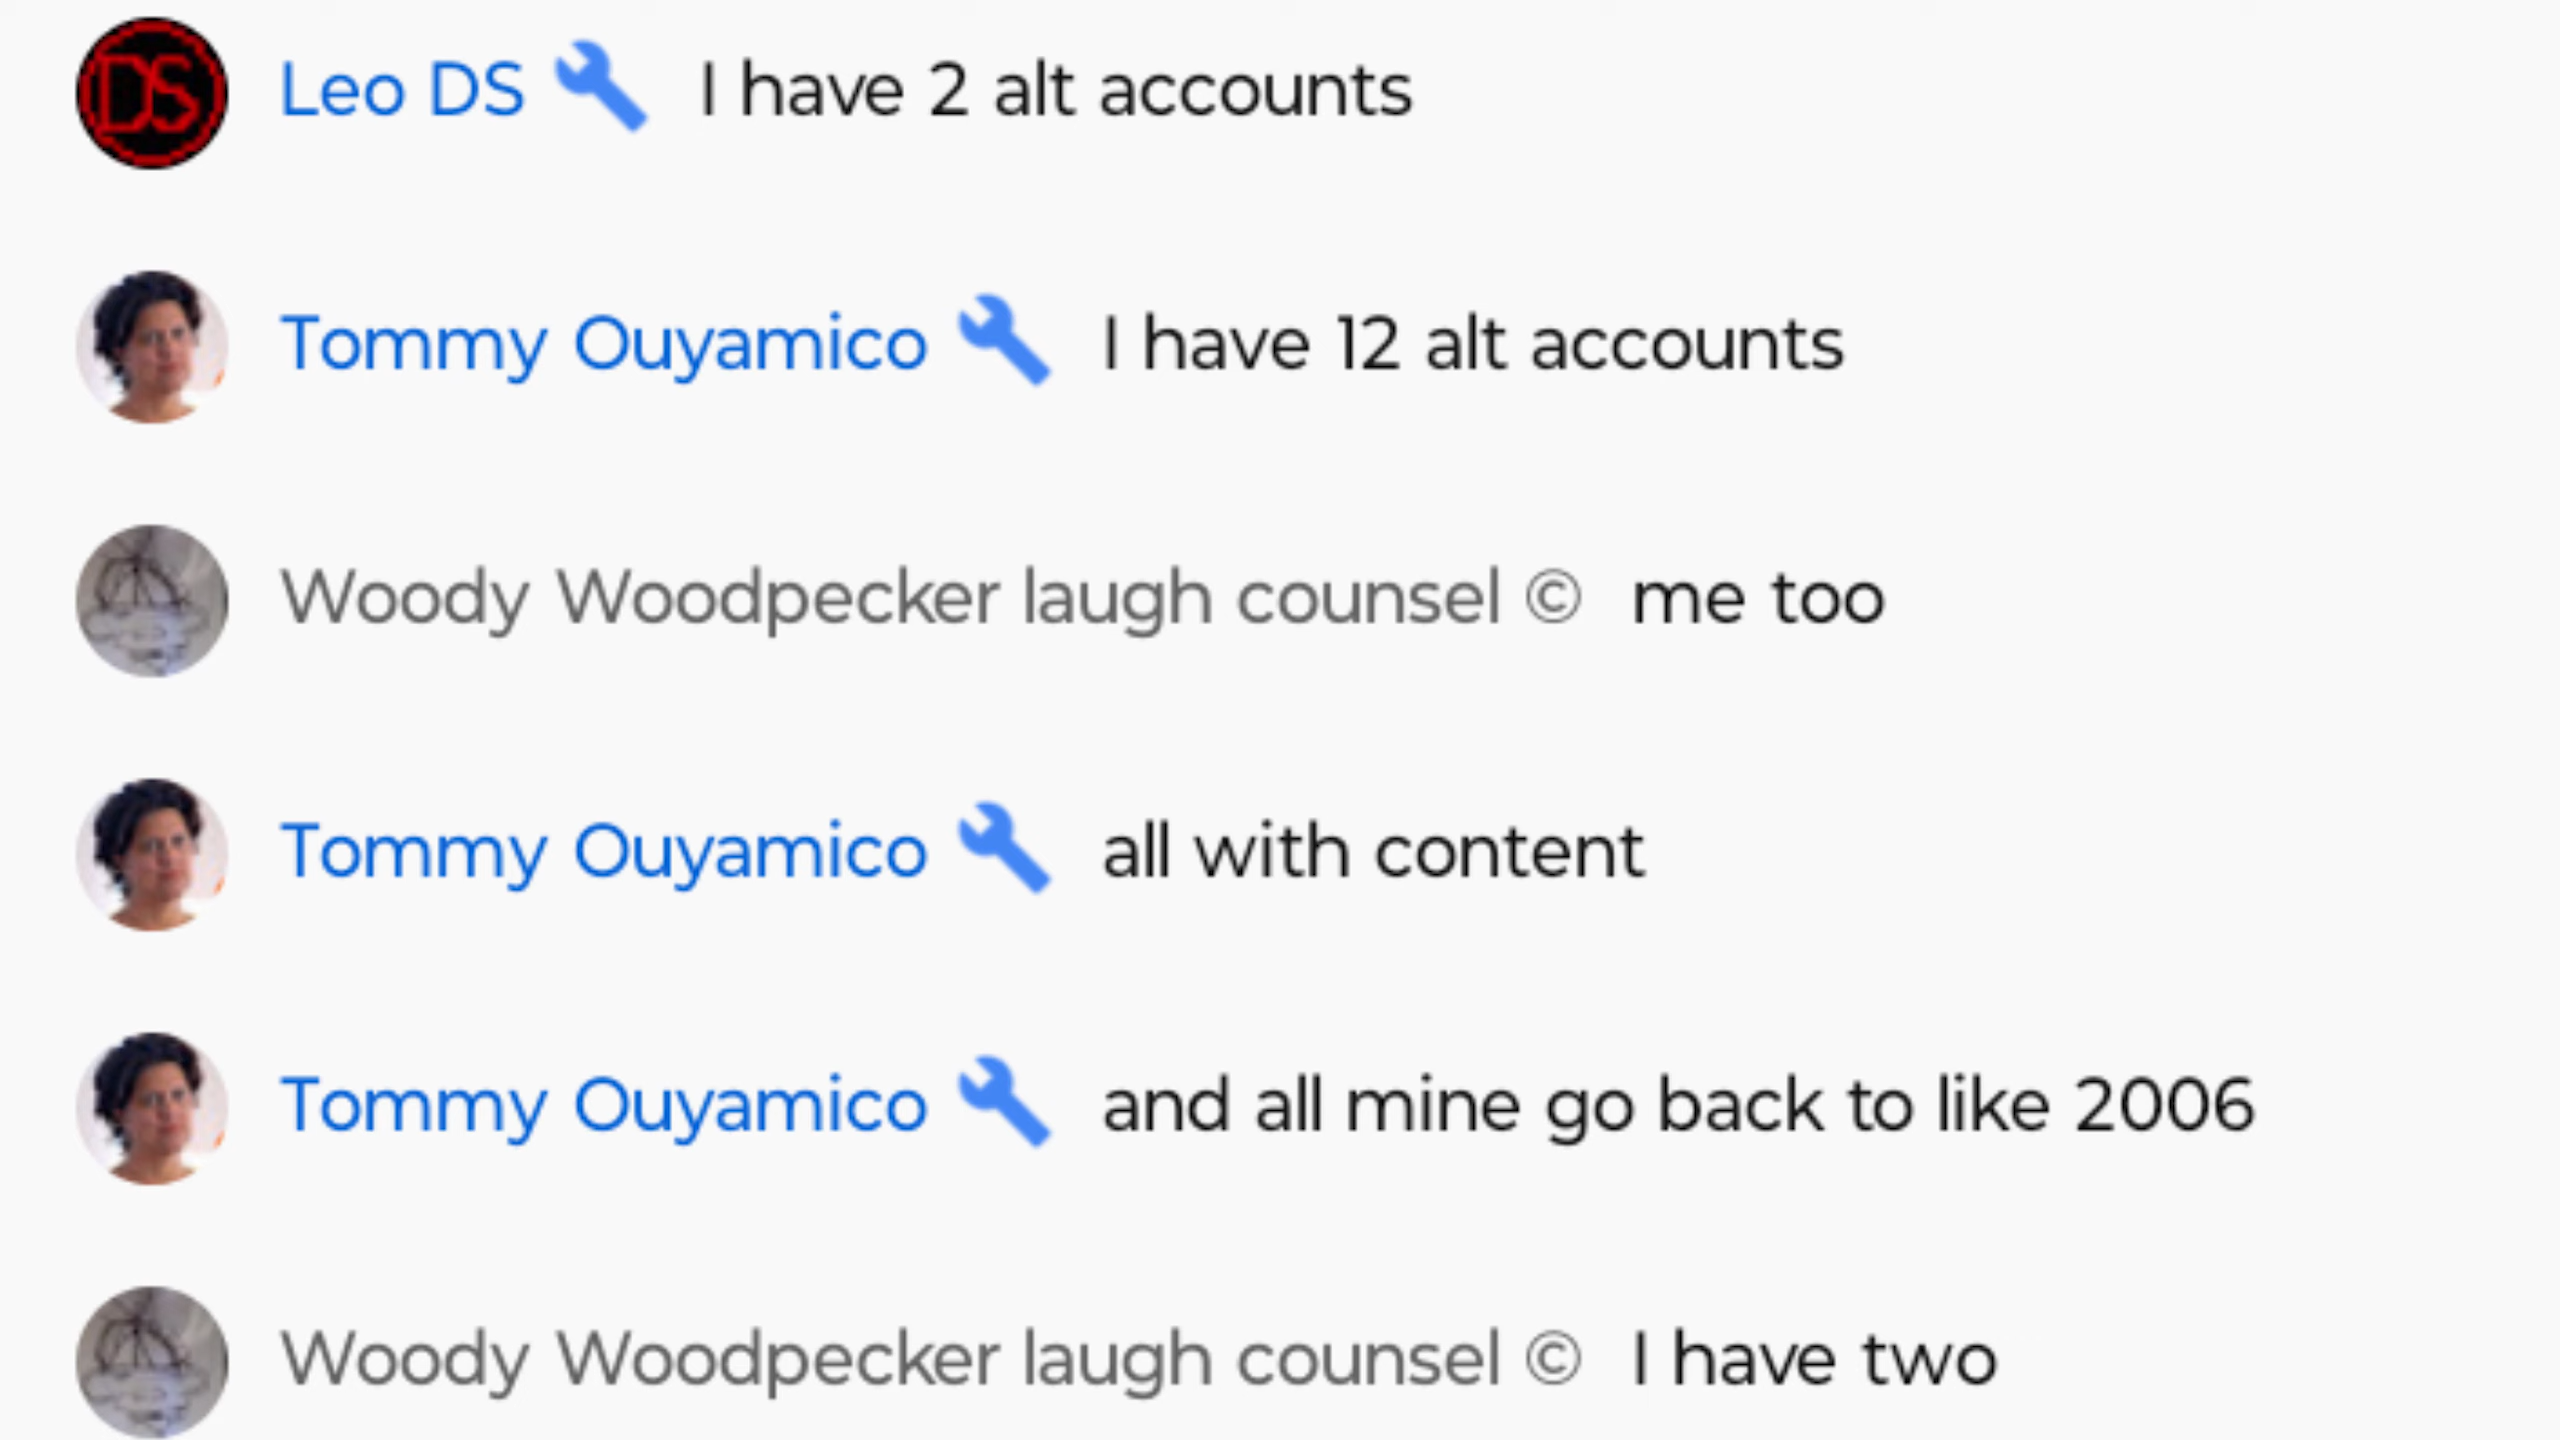 DS Leo DS I have 2 alt accounts
Tommy Ouyamico I have 12 alt accounts
Woody Woodpecker laugh counsel © me too
Tommy Ouyamico all with content
Tommy Ouyamico and all mine go back to like 2006
Woody Woodpecker laugh counsel © I have two